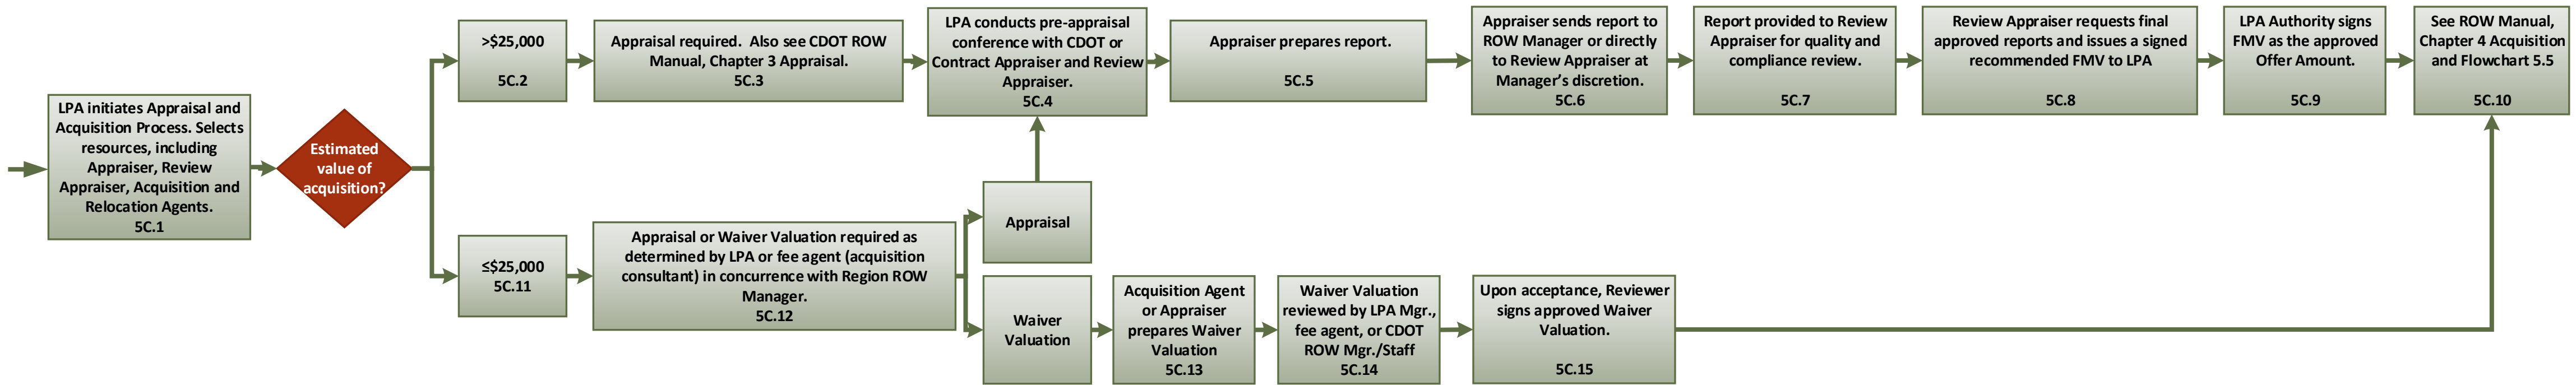 LPA initiates Appraisal and
Acquisition Process. Selects
resources, including
Appraiser, Review
Appraiser, Acquisition and
Relocation Agents.
5C.1
Estimated
value of
acquisition?
>$25,000
5C.2
Appraisal required.  Also see CDOT ROW
Manual, Chapter 3 Appraisal.
5C.3
LPA conducts pre-appraisal
conference with CDOT or
Contract Appraiser and Review
Appraiser.
5C.4
Appraiser prepares report.
5C.5
Appraiser sends report to
ROW Manager or directly
to Review Appraiser at
Manager’s discretion.
5C.6
Report provided to Review
Appraiser for quality and
compliance review.
5C.7
Review Appraiser requests final
approved reports and issues a signed
recommended FMV to LPA
5C.8
LPA Authority signs
FMV as the approved
Offer Amount.
5C.9
See ROW Manual,
Chapter 4 Acquisition
and Flowchart 5.5
5C.10
≤$25,000
5C.11
Appraisal or Waiver Valuation required as
determined by LPA or fee agent (acquisition
consultant) in concurrence with Region ROW
Manager.
5C.12
Appraisal
Waiver
Valuation
Acquisition Agent
or Appraiser
prepares Waiver
Valuation
5C.13
Waiver Valuation
reviewed by LPA Mgr.,
fee agent, or CDOT
ROW Mgr./Staff
5C.14
Upon acceptance, Reviewer
signs approved Waiver
Valuation.
5C.15